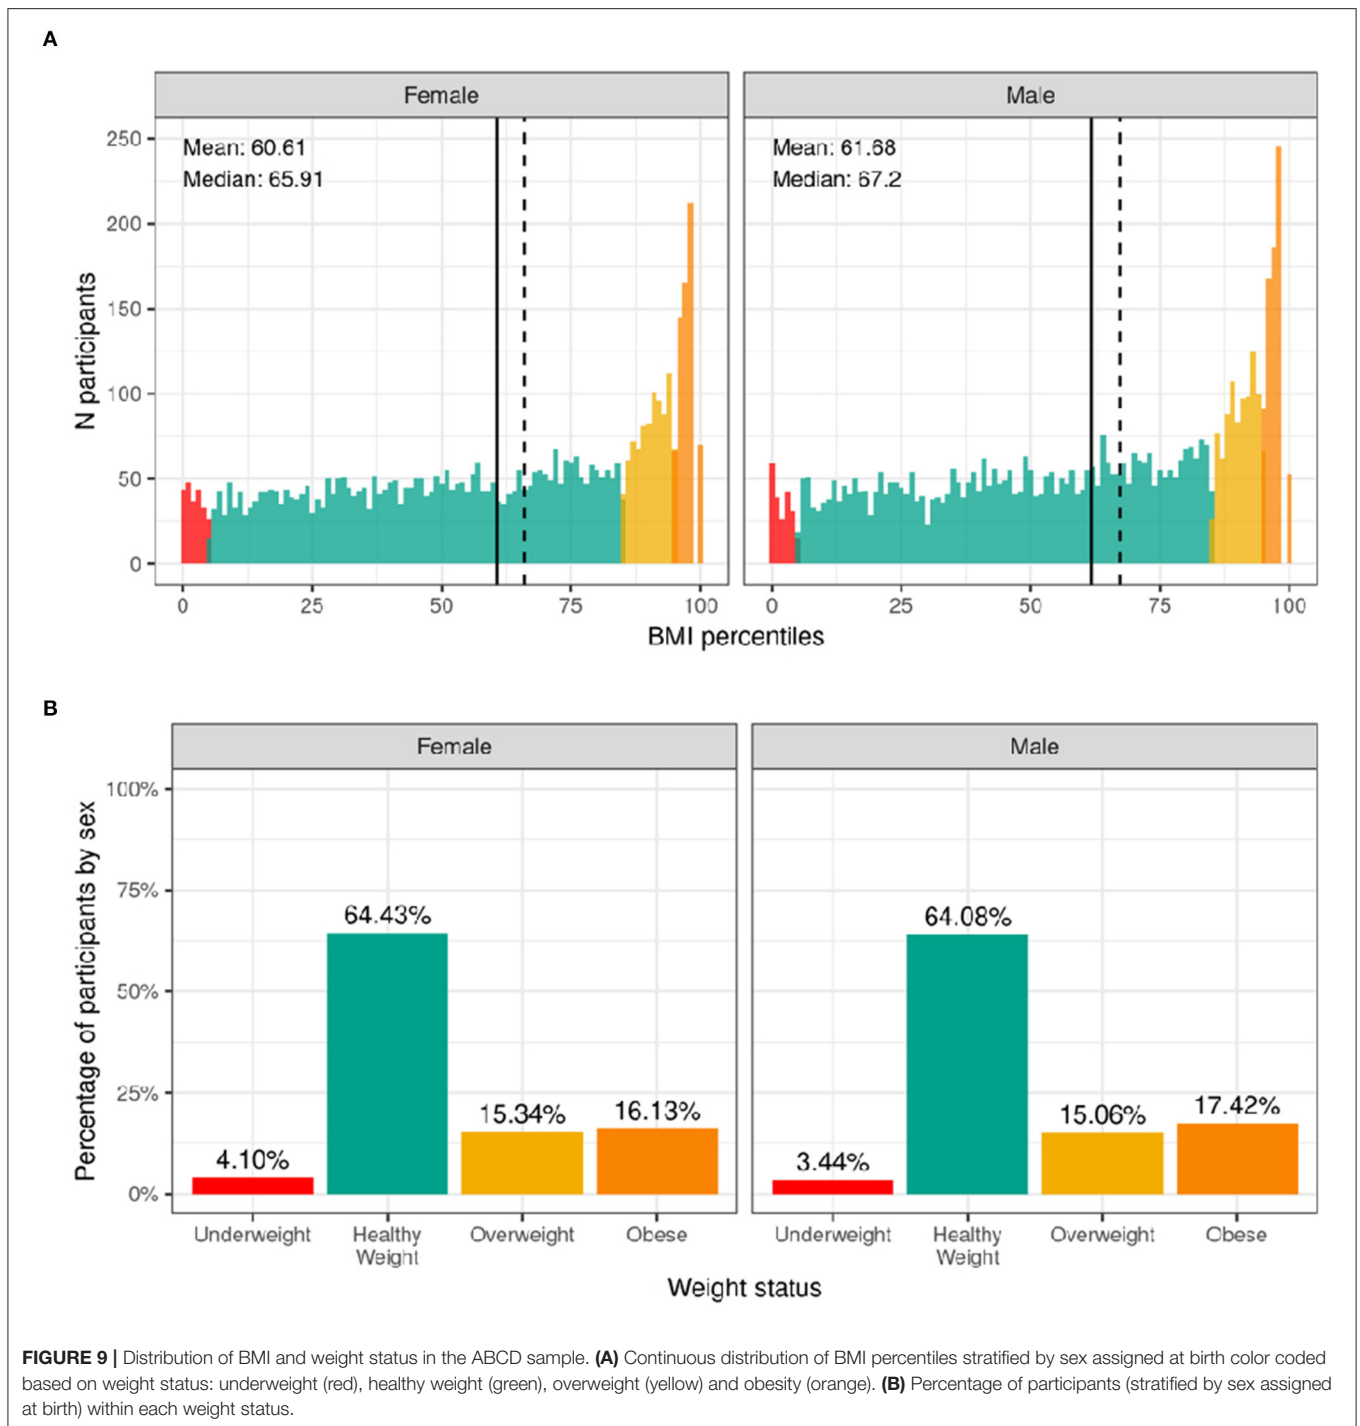 A
Female
Male
Mean: 60.61
Median: 65.91
Mean: 61.68
Median: 67.2
N participants
250
200
150
100
50
0
0 25 50 75 100
0 25 50 75 100
BMI percentiles
B
Female
Male
Percentage of participants by sex
100%
75%
50%
25%
0%
4.10%
64.43%
15.34%
16.13%
3.44%
64.08%
15.06%
17.42%
Underweight
Healthy
Weight
Overweight
Obese
Underweight
Healthy
Weight
Overweight
Obese
Weight status
FIGURE 9 | Distribution of BMI and weight status in the ABCD sample. (A) Continuous distribution of BMI percentiles stratified by sex assigned at birth color coded
based on weight status: underweight (red), healthy weight (green), overweight (yellow) and obesity (orange). (B) Percentage of participants (stratified by sex assigned
at birth) within each weight status.